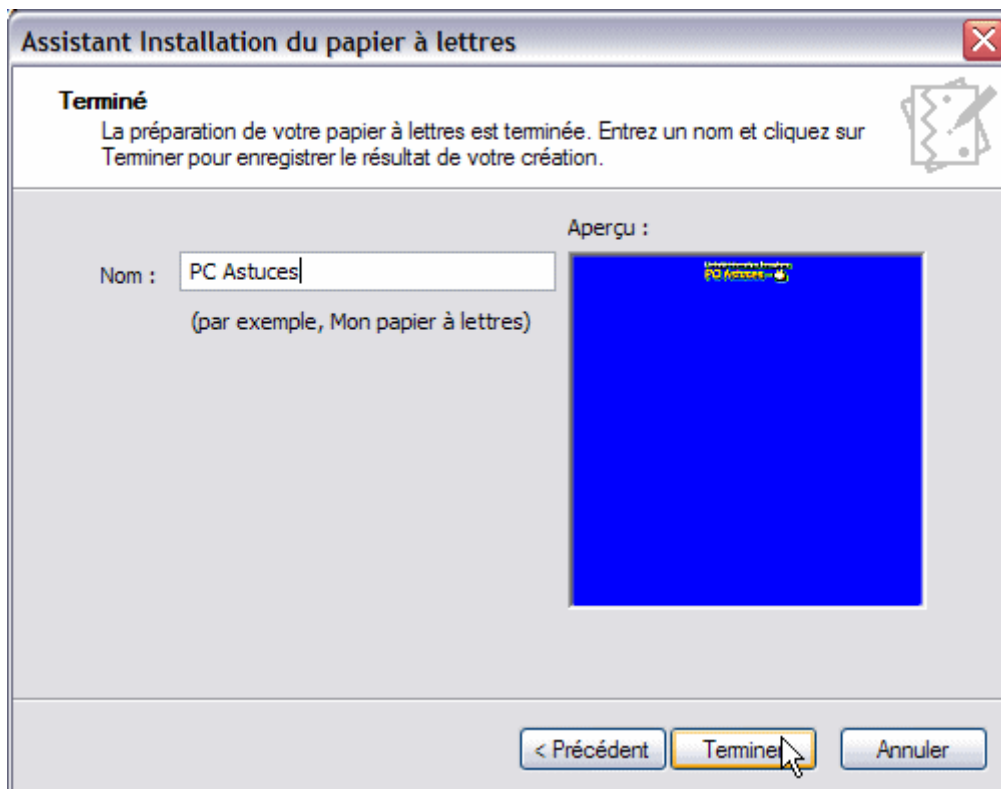 Assistant Installation du papier à lettres
Terminé
La préparation de votre papier à lettres est terminée. Entrez un nom et cliquez sur
Terminer pour enregistrer le résultat de votre création.
Aperçu :
Nom :
PC Astuces
(par exemple, Mon papier à lettres)
PC Astuces
< Précédent
Terminer
Annuler